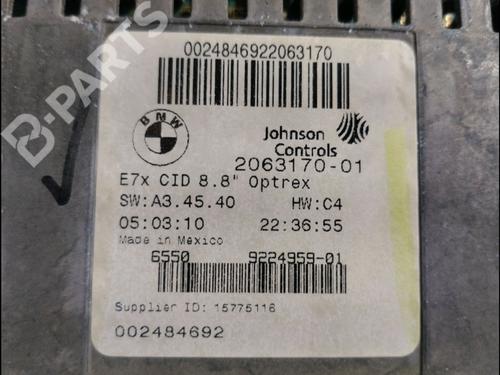 0024846922063170
B-PARTS
BMW
Johnson
Controls
2063170-01
E7x CID 8.8" Optrex
SW:A3.45.40 HW:C4
05:03:10 22:36:55
Made in Mexico
6550 9224959-01
Supplier ID: 15775116
002484692